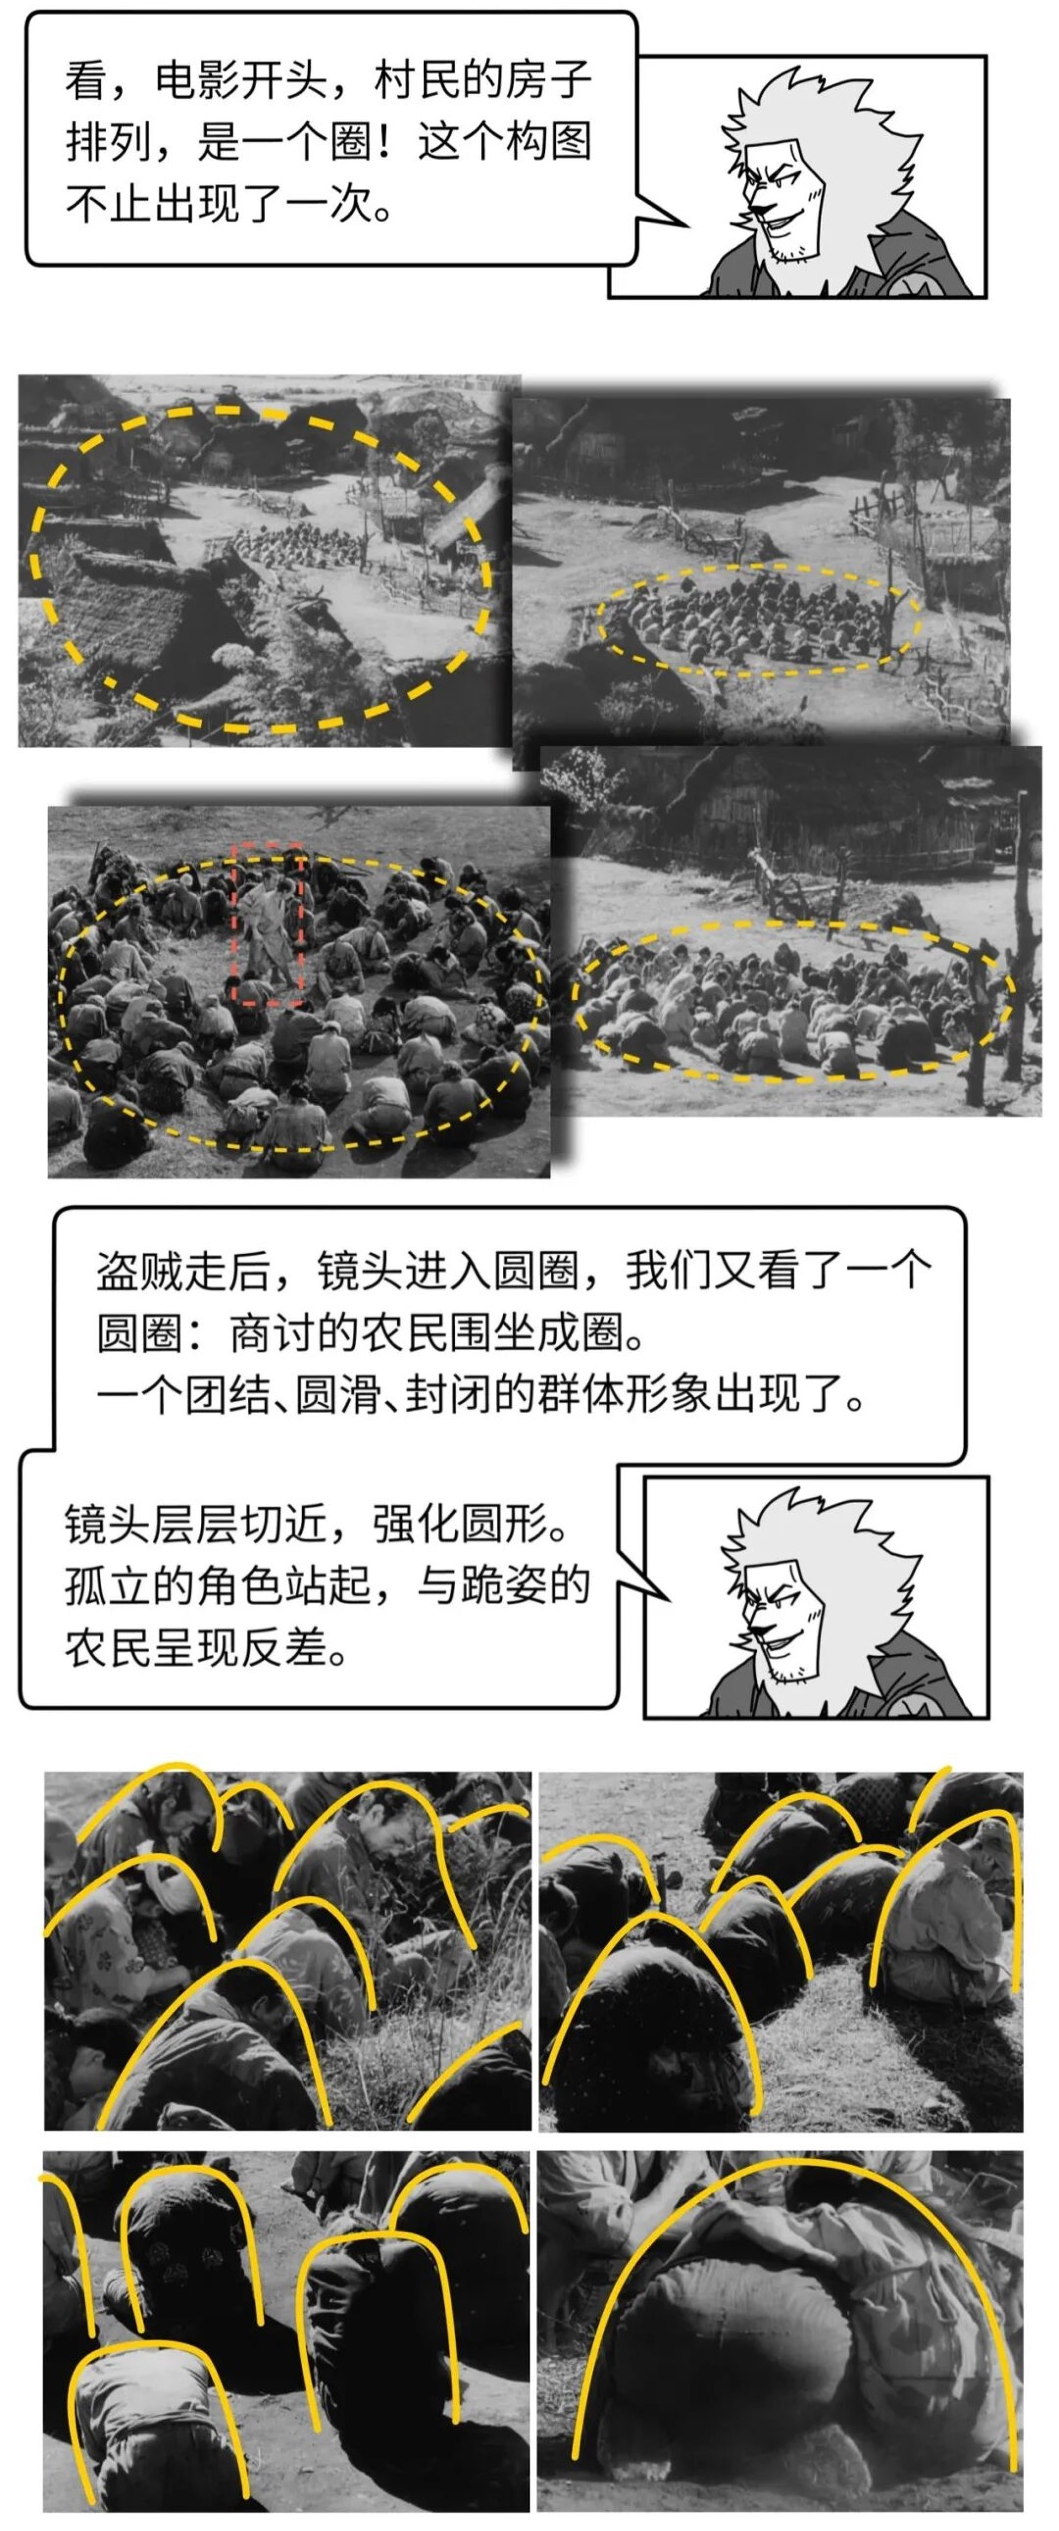 看，电影开头，村民的房子
排列，是一个圈！这个构图
不止出现了一次。
盗贼走后，镜头进入圆圈，我们又看了一个
圆圈：商讨的农民围坐成圈。
一个团结、圆滑、封闭的群体形象出现了。
镜头层层切近，强化圆形。
孤立的角色站起，与跪姿的
农民呈现反差。